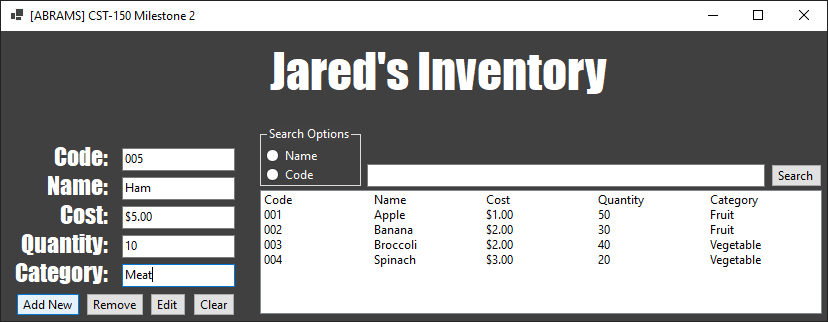 [ABRAMS] CST-150 Milestone 2
Jared's Inventory
Code: 005
Name: Ham
Cost: $5.00
Quantity: 10
Category: Meat
Add New Remove Edit Clear
Search Options
Name
Code
Search
Code Name Cost Quantity Category
001 Apple $1.00 50 Fruit
002 Banana $2.00 30 Fruit
003 Broccoli $2.00 40 Vegetable
004 Spinach $3.00 20 Vegetable